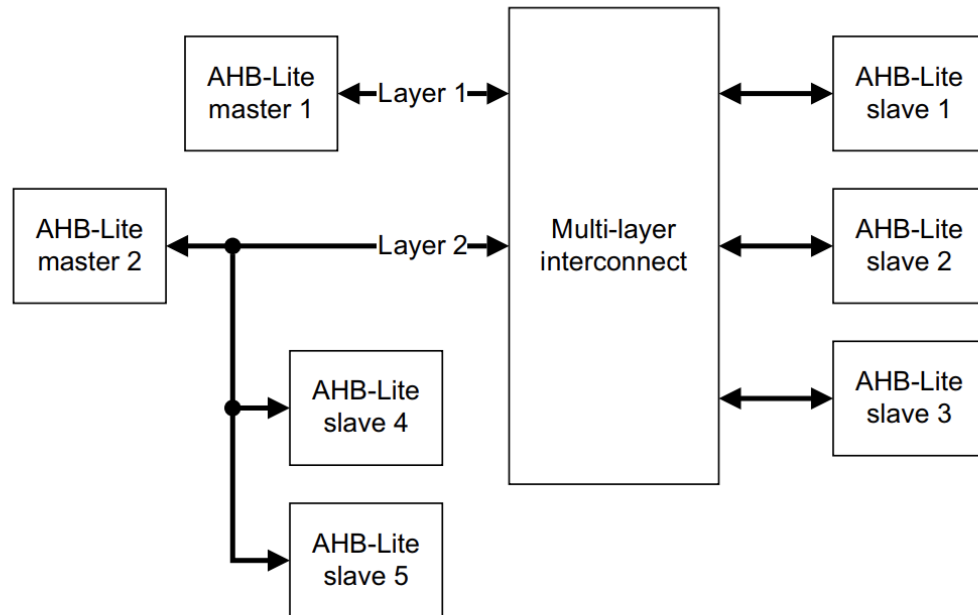 AHB-Lite
master 1
Layer 1
AHB-Lite
slave 1
AHB-Lite
master 2
Layer 2
Multi-layer
interconnect
AHB-Lite
slave 2
AHB-Lite
slave 4
AHB-Lite
slave 3
AHB-Lite
slave 5